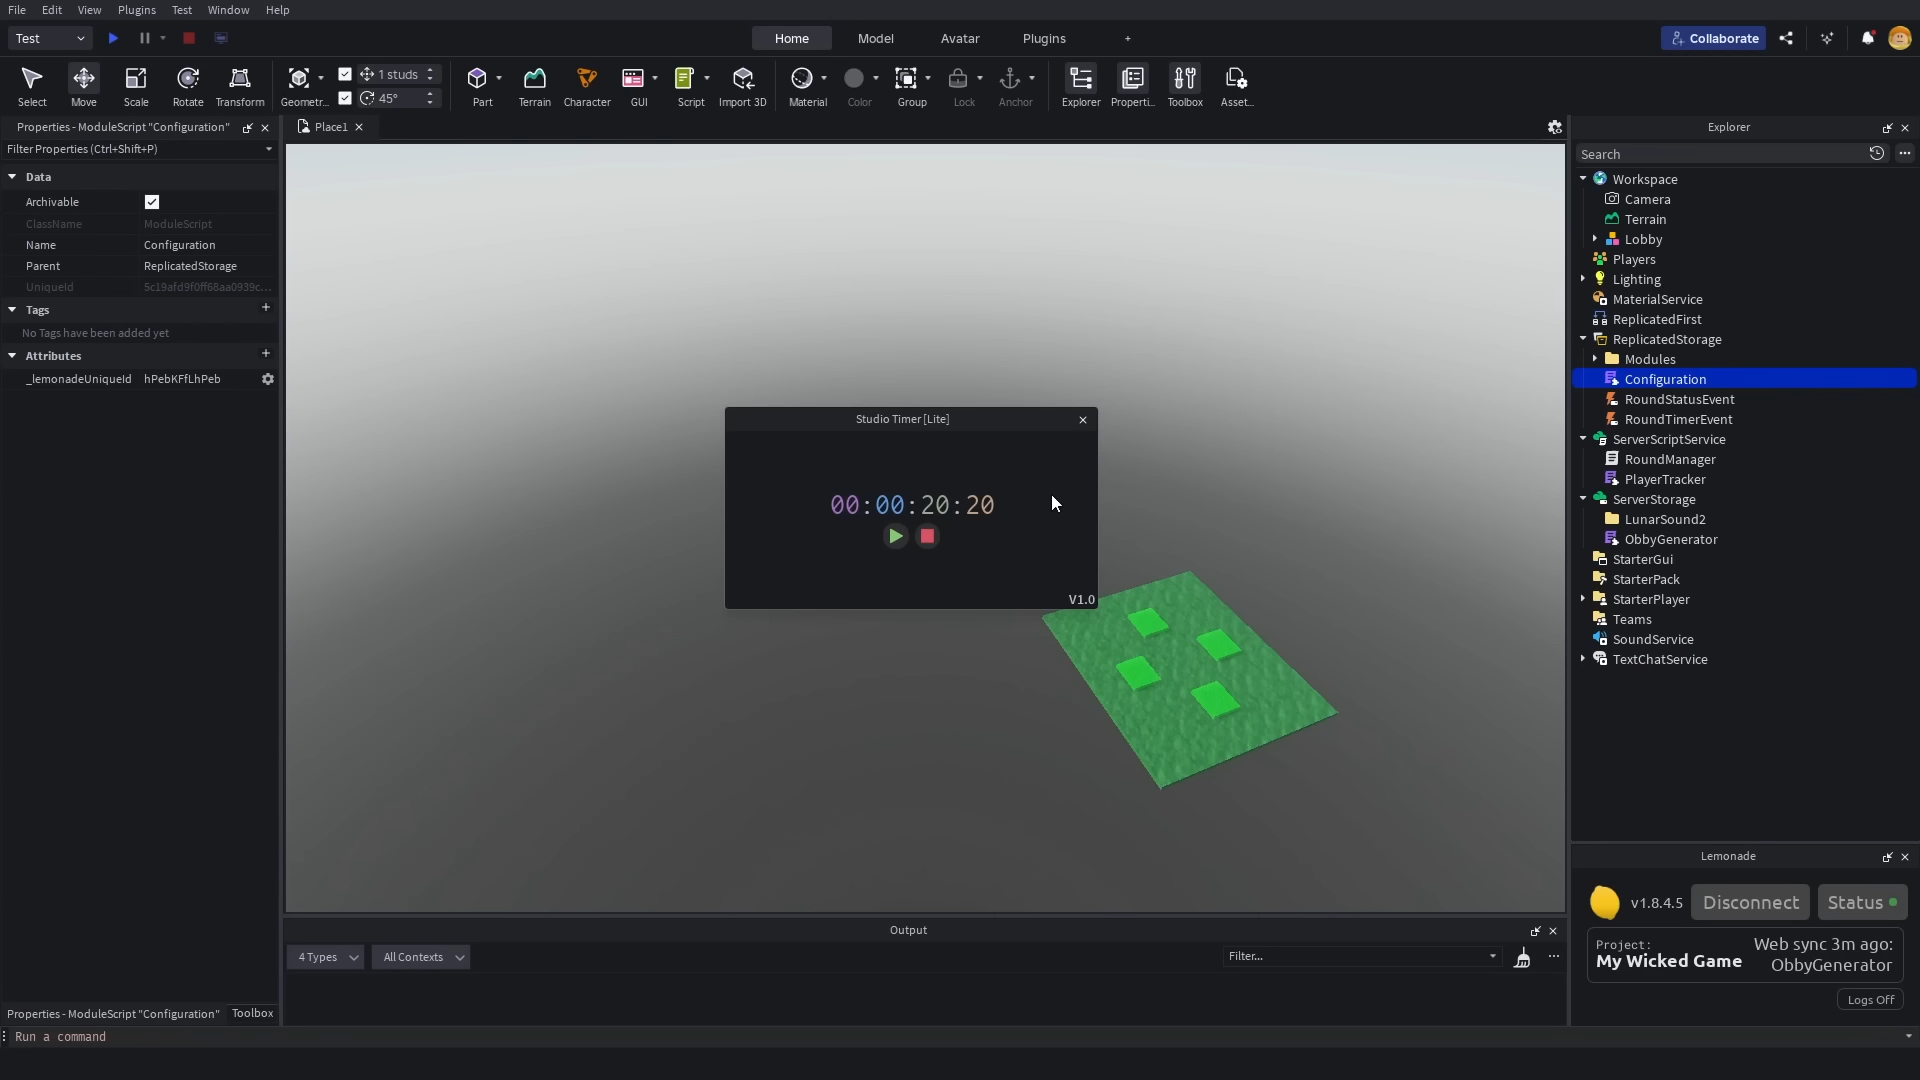 File Edit View Plugins Test Window Help
Test
Home Model Avatar Plugins +
Collaborate
1 studs
45°
Select Move Scale Rotate Transform Geometr... Part Terrain Character GUI Script Import 3D Material Color Group Lock Anchor Explorer Properti... Toolbox Asset...
Properties - ModuleScript "Configuration"
Filter Properties (Ctrl+Shift+P)
Data
Archivable
ClassName ModuleScript
Name Configuration
Parent ReplicatedStorage
UniqueId 5c19afd9f0ff68aa0939c...
Tags +
No Tags have been added yet
Attributes +
_lemonadeUniqueId hPebKFfLhPeb
Properties - ModuleScript "Configuration" Toolbox
Place1
Studio Timer [Lite]
00:00:20:20
V1.0
Output
4 Types All Contexts Filter...
Explorer
Search
Workspace
Camera
Terrain
Lobby
Players
Lighting
MaterialService
ReplicatedFirst
ReplicatedStorage
Modules
Configuration
RoundStatusEvent
RoundTimerEvent
ServerScriptService
RoundManager
PlayerTracker
ServerStorage
LunarSound2
ObbyGenerator
StarterGui
StarterPack
StarterPlayer
Teams
SoundService
TextChatService
Lemonade
v1.8.4.5 Disconnect Status
Project:
My Wicked Game
Web sync 3m ago:
ObbyGenerator
Logs Off
Run a command